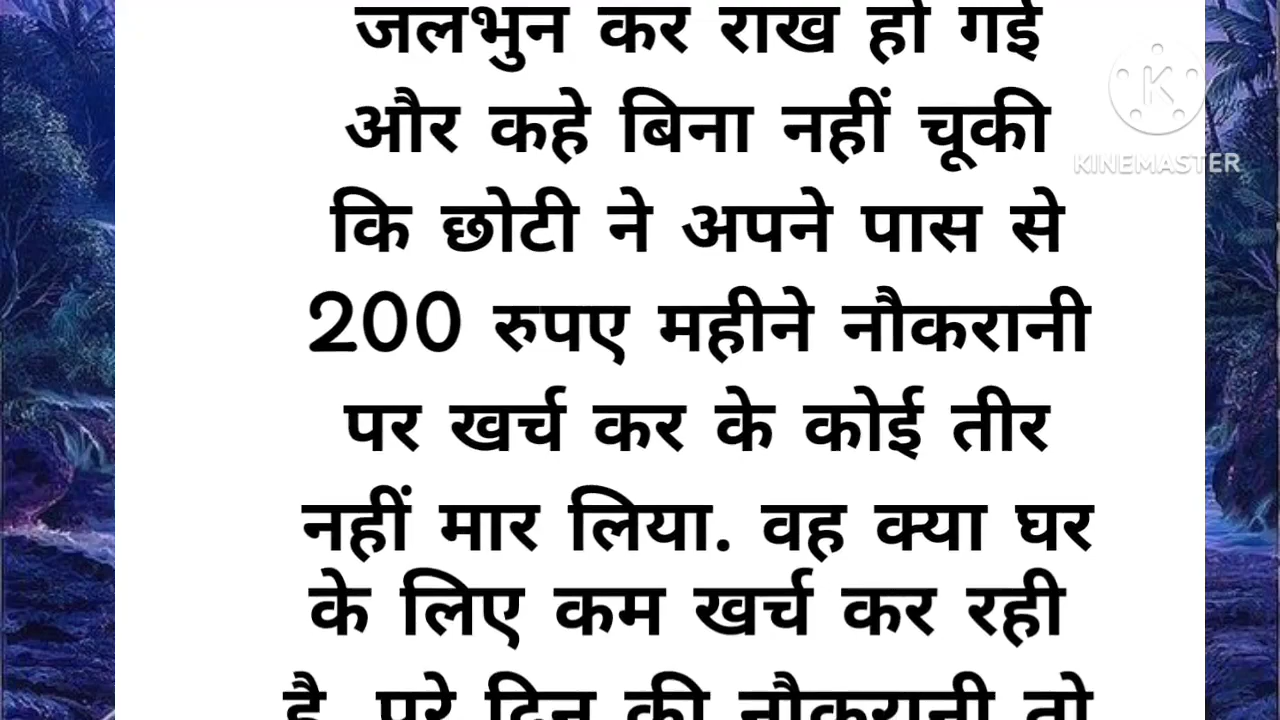 जलभुन कर राख हो गई
और कहे बिना नहीं चूकी
कि छोटी ने अपने पास से
200 रुपए महीने नौकरानी
पर खर्च कर के कोई तीर
नहीं मार लिया. वह क्या घर
के लिए कम खर्च कर रही
है. पूरे दिन की नौकरानी तो
K
KINEMASTER